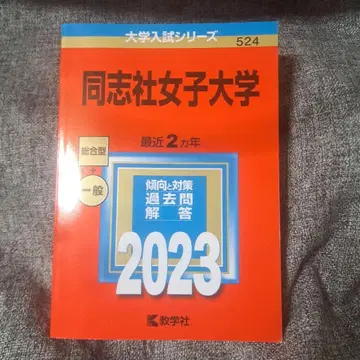 大学入試シリーズ
524
同志社女子大学
最近2カ年
総合型
+
一般
傾向と対策
過去問
解答
2023
教学社